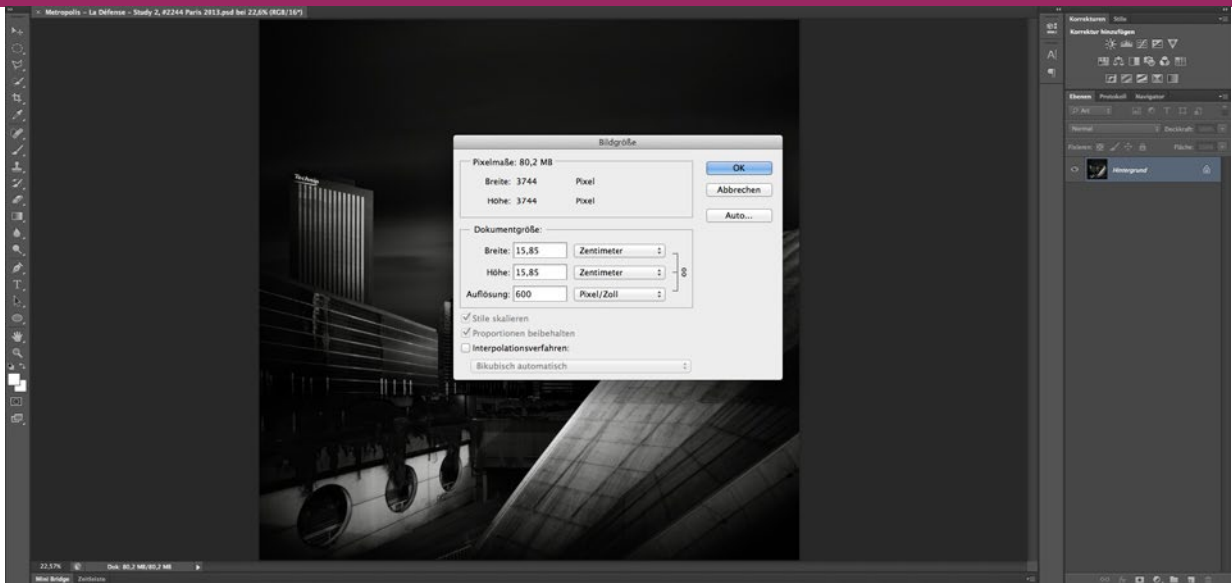 × Metropolis – La Défense – Study 2, #2244 Paris 2013.psd bei 22,6% (RGB/16*)
Korrekturen Stile
Korrektur hinzufügen
Ebenen Protokoll Navigator
Art
Normal Deckkraft:
Fixieren: Fläche:
Hintergrund
Technip
Bildgröße
Pixelmaße: 80,2 MB
Breite: 3744 Pixel
Höhe: 3744 Pixel
OK
Abbrechen
Auto...
Dokumentgröße:
Breite: 15,85 Zentimeter
Höhe: 15,85 Zentimeter
Auflösung: 600 Pixel/Zoll
Stile skalieren
Proportionen beibehalten
Interpolationsverfahren:
Bikubisch automatisch
22,57% Dok: 80,2 MB/80,2 MB
Mini Bridge Zeitleiste